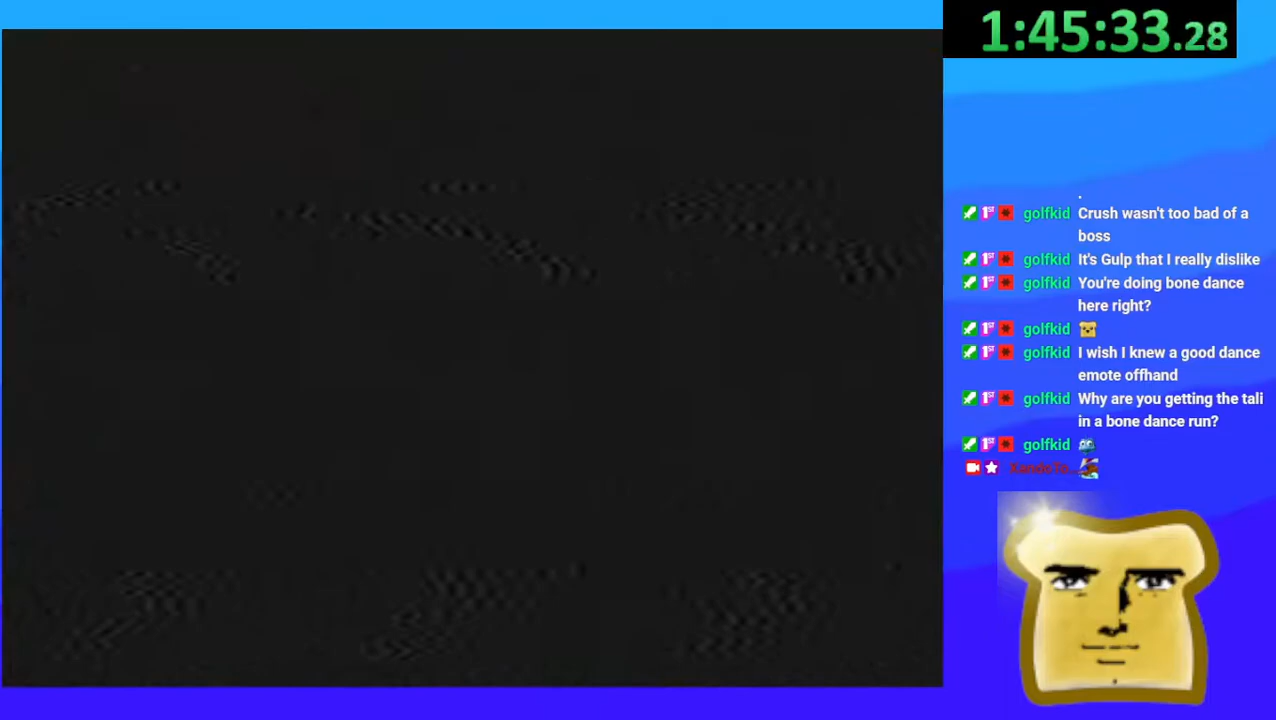 1:45:33.28
.
golfkid Crush wasn't too bad of a
boss
golfkid It's Gulp that I really dislike
golfkid You're doing bone dance
here right?
golfkid
golfkid I wish I knew a good dance
emote offhand
golfkid Why are you getting the tali
in a bone dance run?
golfkid